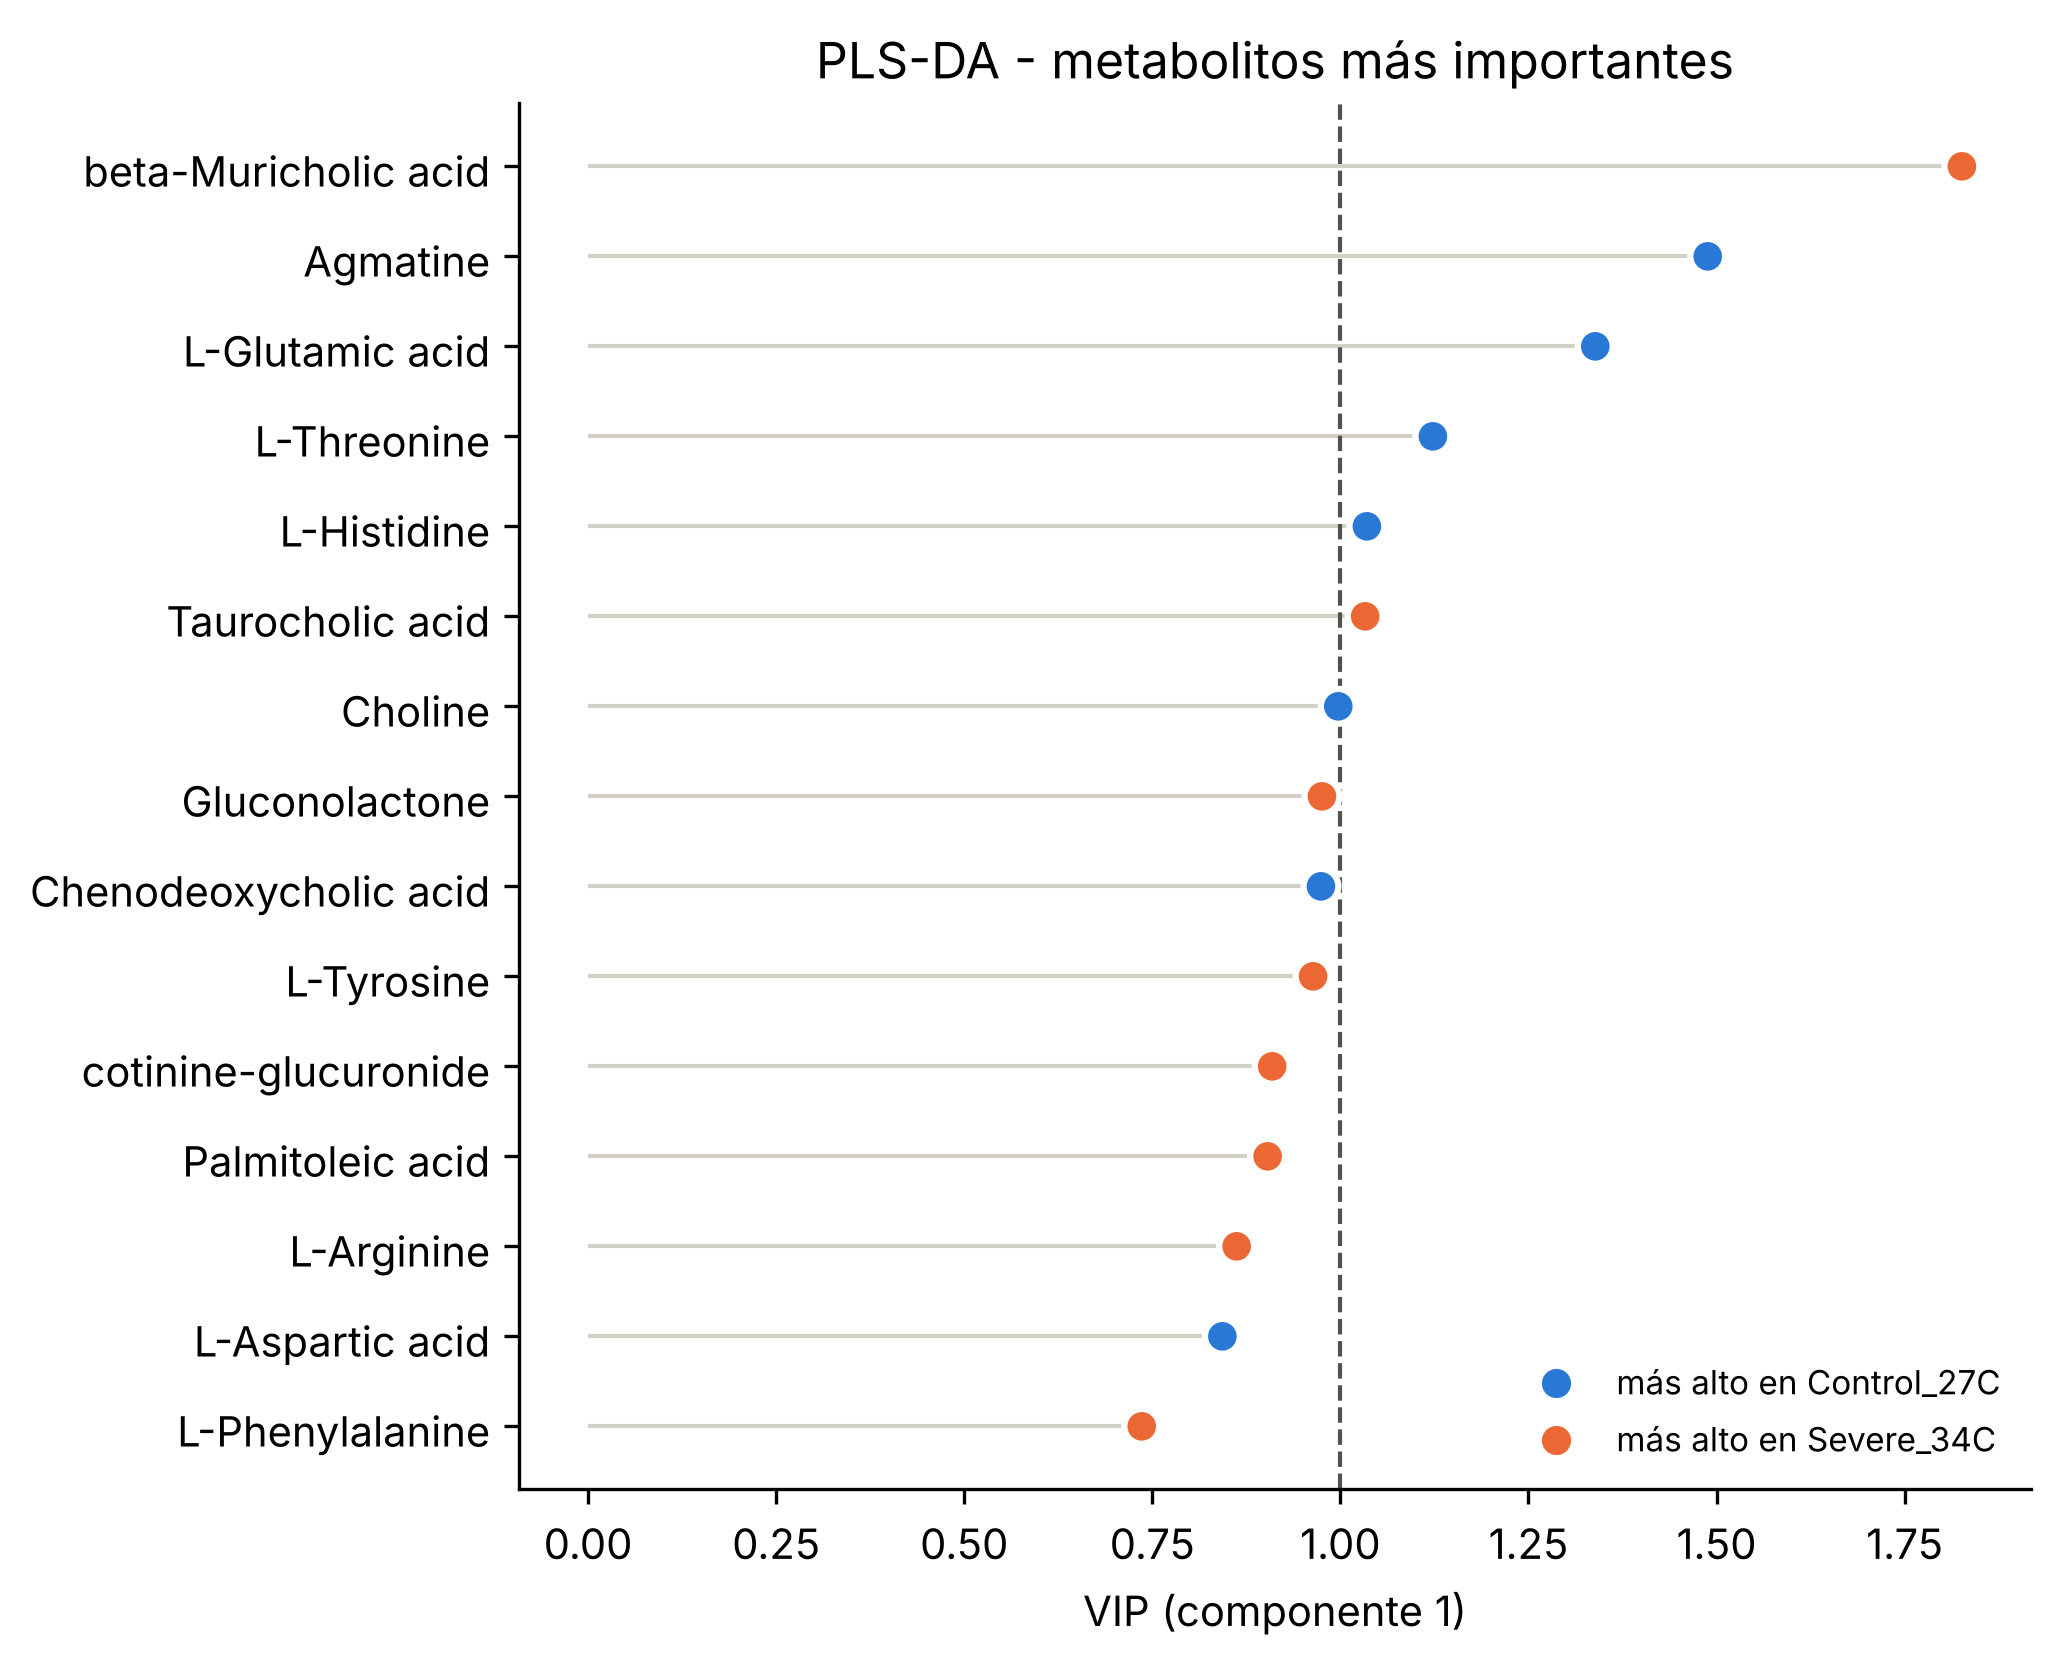 PLS-DA - metabolitos más importantes
beta-Muricholic acid
Agmatine
L-Glutamic acid
L-Threonine
L-Histidine
Taurocholic acid
Choline
Gluconolactone
Chenodeoxycholic acid
L-Tyrosine
cotinine-glucuronide
Palmitoleic acid
L-Arginine
L-Aspartic acid
L-Phenylalanine
más alto en Control_27C
más alto en Severe_34C
0.00 0.25 0.50 0.75 1.00 1.25 1.50 1.75
VIP (componente 1)